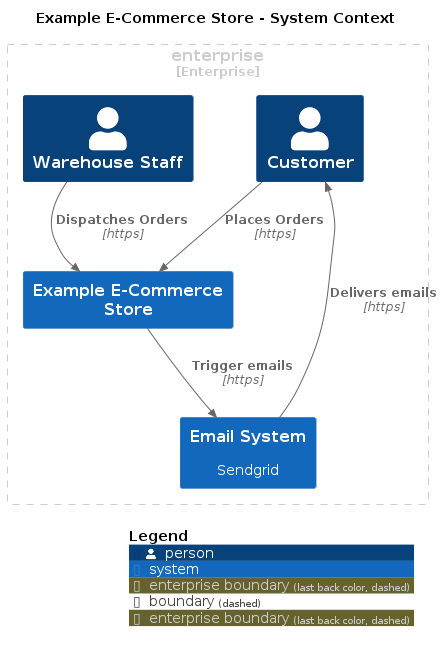 Example E-Commerce Store - System Context
enterprise
[Enterprise]
Warehouse Staff
Customer
Dispatches Orders
[https]
Places Orders
[https]
Example E-Commerce
Store
Delivers emails
[https]
Trigger emails
[https]
Email System
Sendgrid
Legend
person
system
enterprise boundary (last back color, dashed)
boundary (dashed)
enterprise boundary (last back color, dashed)